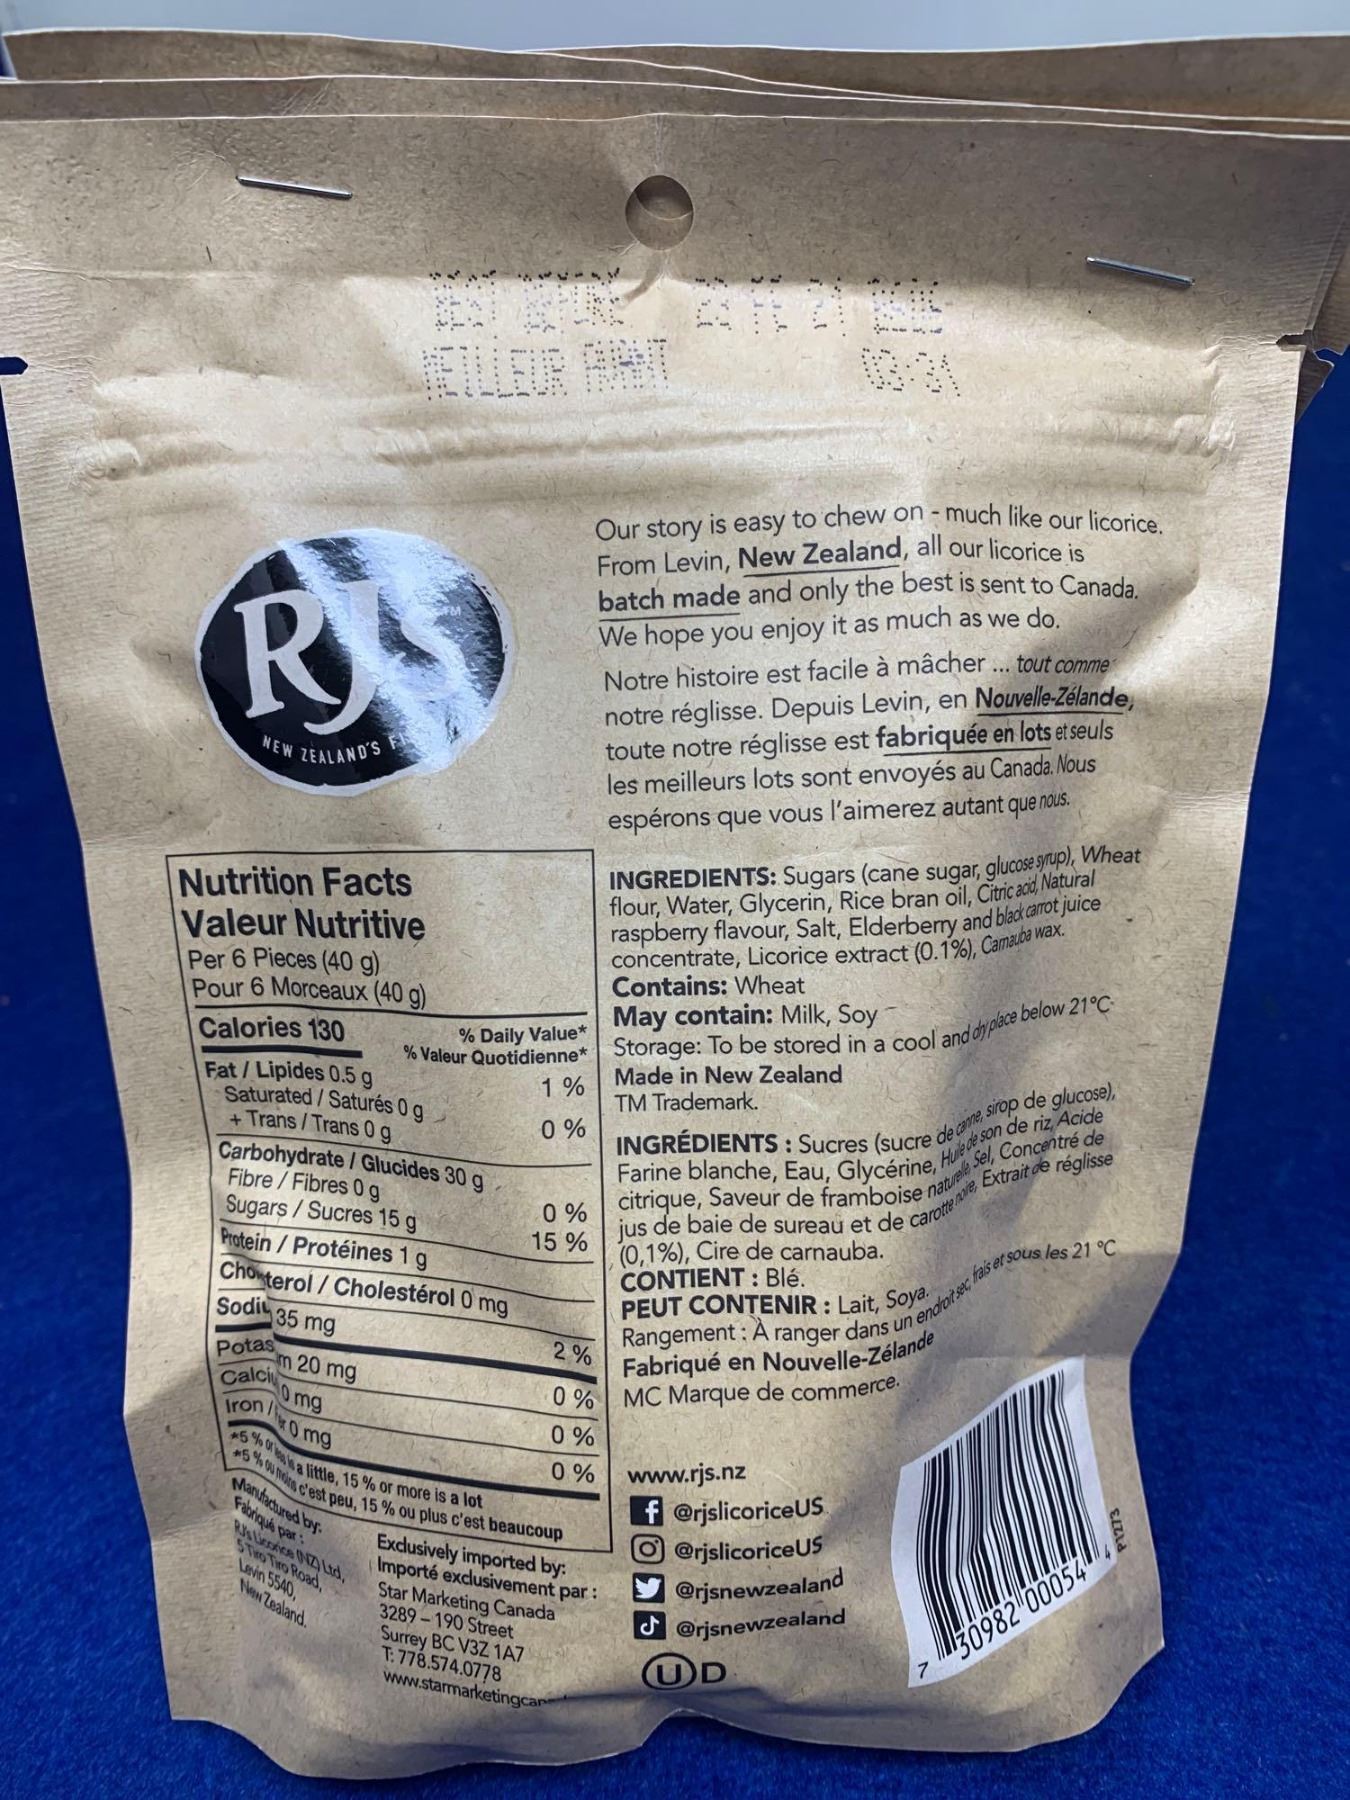 BEST BEFORE 23 FE 21
MEILLEUR AVANT
RJ's TM
NEW ZEALAND'S
Our story is easy to chew on - much like our licorice.
From Levin, New Zealand, all our licorice is
batch made and only the best is sent to Canada.
We hope you enjoy it as much as we do.
Notre histoire est facile à mâcher ... tout comme
notre réglisse. Depuis Levin, en Nouvelle-Zélande,
toute notre réglisse est fabriquée en lots et seuls
les meilleurs lots sont envoyés au Canada. Nous
espérons que vous l'aimerez autant que nous.
Nutrition Facts
Valeur Nutritive
Per 6 Pieces (40 g)
Pour 6 Morceaux (40 g)
Calories 130
% Daily Value*
% Valeur Quotidienne*
Fat / Lipides 0.5 g 1 %
Saturated / Saturés 0 g
+ Trans / Trans 0 g 0 %
Carbohydrate / Glucides 30 g
Fibre / Fibres 0 g 0 %
Sugars / Sucres 15 g 15 %
Protein / Protéines 1 g
Cholesterol / Cholestérol 0 mg
35 mg 2 %
20 mg 0 %
0 mg 0 %
Iron / 0 mg 0 %
*5 % or less is a little, 15 % or more is a lot
*5 % ou moins c'est peu, 15 % ou plus c'est beaucoup
Manufactured by:
Fabriqué par :
RJ's Licorice (NZ) Ltd,
5 Tiro Tiro Road,
Levin 5540,
New Zealand.
Exclusively imported by:
Importé exclusivement par :
Star Marketing Canada
3289 – 190 Street
Surrey BC V3Z 1A7
T: 778.574.0778
INGREDIENTS: Sugars (cane sugar, glucose syrup), Wheat
flour, Water, Glycerin, Rice bran oil, Citric acid, Natural
raspberry flavour, Salt, Elderberry and black carrot juice
concentrate, Licorice extract (0.1%), Carnauba wax.
Contains: Wheat
May contain: Milk, Soy
Storage: To be stored in a cool and dry place below 21°C
Made in New Zealand
TM Trademark.
INGRÉDIENTS : Sucres (sucre de canne, sirop de glucose),
Farine blanche, Eau, Glycérine, Huile de son de riz, Acide
citrique, Saveur de framboise naturelle, Sel, Concentré de
jus de baie de sureau et de carotte noire, Extrait de réglisse
(0,1%), Cire de carnauba.
CONTIENT : Blé.
PEUT CONTENIR : Lait, Soya.
Rangement : À ranger dans un endroit sec, frais et sous les 21 °C
Fabriqué en Nouvelle-Zélande
MC Marque de commerce.
www.rjs.nz
@rjslicoriceUS
@rjslicoriceUS
@rjsnewzealand
@rjsnewzealand
U D
7 30982 00054 4
P1273